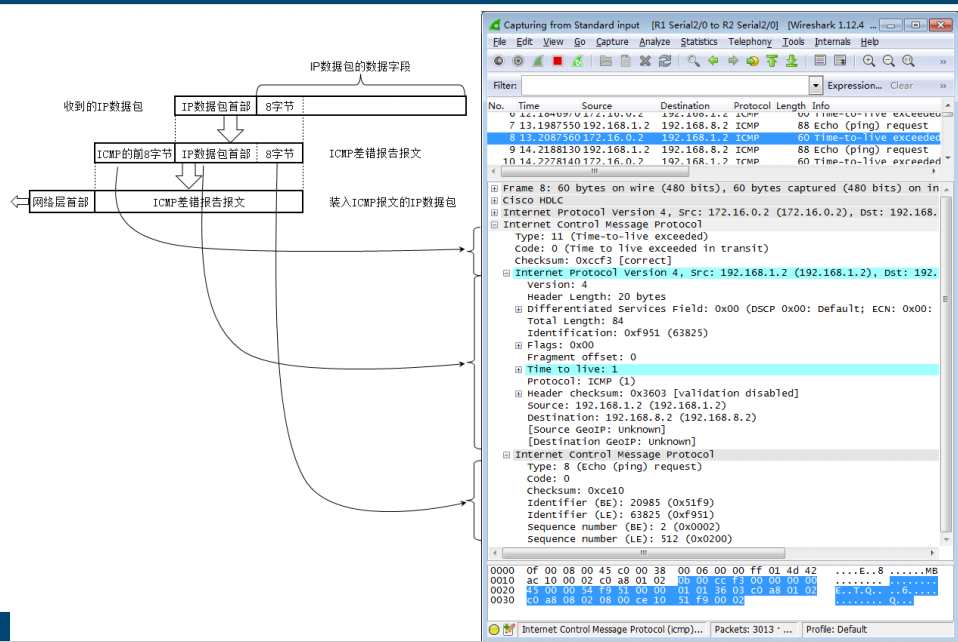 IP数据包的数据字段
收到的IP数据包
IP数据包首部
8字节
ICMP的前8字节
IP数据包首部
8字节
ICMP差错报告报文
网络层首部
ICMP差错报告报文
装入ICMP报文的IP数据包
Capturing from Standard input [R1 Serial2/0 to R2 Serial2/0] [Wireshark 1.12.4 ...
File Edit View Go Capture Analyze Statistics Telephony Tools Internals Help
Filter: Expression... Clear »
No. Time Source Destination Protocol Length Info
6 12.1846970 172.16.0.2 192.168.1.2 ICMP 60 Time-to-live exceeded
7 13.1987550 192.168.1.2 192.168.8.2 ICMP 88 Echo (ping) request
8 13.2087560 172.16.0.2 192.168.1.2 ICMP 60 Time-to-live exceeded
9 14.2188130 192.168.1.2 192.168.8.2 ICMP 88 Echo (ping) request
10 14.2278140 172.16.0.2 192.168.1.2 ICMP 60 Time-to-live exceeded
Frame 8: 60 bytes on wire (480 bits), 60 bytes captured (480 bits) on in
Cisco HDLC
Internet Protocol Version 4, Src: 172.16.0.2 (172.16.0.2), Dst: 192.168.
Internet Control Message Protocol
Type: 11 (Time-to-live exceeded)
Code: 0 (Time to live exceeded in transit)
Checksum: 0xccf3 [correct]
Internet Protocol Version 4, Src: 192.168.1.2 (192.168.1.2), Dst: 192.
Version: 4
Header Length: 20 bytes
Differentiated Services Field: 0x00 (DSCP 0x00: Default; ECN: 0x00:
Total Length: 84
Identification: 0xf951 (63825)
Flags: 0x00
Fragment offset: 0
Time to live: 1
Protocol: ICMP (1)
Header checksum: 0x3603 [validation disabled]
Source: 192.168.1.2 (192.168.1.2)
Destination: 192.168.8.2 (192.168.8.2)
[Source GeoIP: Unknown]
[Destination GeoIP: Unknown]
Internet Control Message Protocol
Type: 8 (Echo (ping) request)
Code: 0
Checksum: 0xce10
Identifier (BE): 20985 (0x51f9)
Identifier (LE): 63825 (0xf951)
Sequence number (BE): 2 (0x0002)
Sequence number (LE): 512 (0x0200)
0000 0f 00 08 00 45 c0 00 38 00 06 00 00 ff 01 4d 42 ....E..8 ......MB
0010 ac 10 00 02 c0 a8 01 02 0b 00 cc f3 00 00 00 00 ........ ........
0020 45 00 00 54 f9 51 00 00 01 01 36 03 c0 a8 01 02 E..T.Q.. ..6.....
0030 c0 a8 08 02 08 00 ce 10 51 f9 00 02 ........ Q...
Internet Control Message Protocol (icmp)... Packets: 3013 · ... Profile: Default